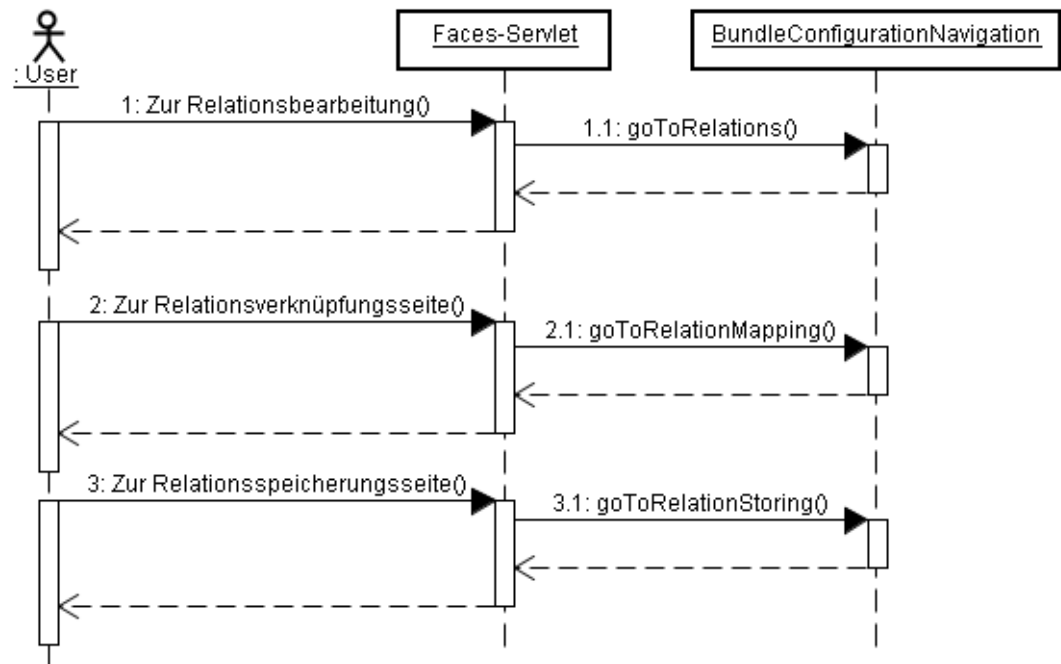 : User
Faces-Servlet
BundleConfigurationNavigation
1: Zur Relationsbearbeitung()
1.1: goToRelations()
2: Zur Relationsverknüpfungsseite()
2.1: goToRelationMapping()
3: Zur Relationsspeicherungsseite()
3.1: goToRelationStoring()